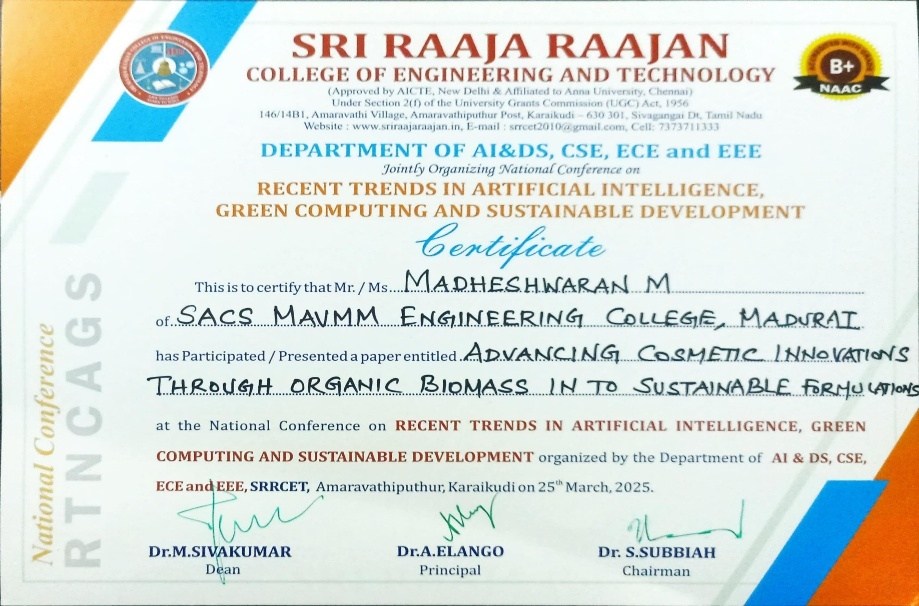 SRI RAAJA RAAJAN
COLLEGE OF ENGINEERING AND TECHNOLOGY
(Approved by AICTE, New Delhi & Affiliated to Anna University, Chennai)
Under Section 2(f) of the University Grants Commission (UGC) Act, 1956
146/14B1, Amaravathi Village, Amaravathiputhur Post, Karaikudi – 630 301, Sivagangai Dt, Tamil Nadu
Website : www.sriraajaraajan.in, E-mail : srrcet2010@gmail.com, Cell: 7373711333
B+
NAAC
DEPARTMENT OF AI&DS, CSE, ECE and EEE
Jointly Organizing National Conference on
RECENT TRENDS IN ARTIFICIAL INTELLIGENCE,
GREEN COMPUTING AND SUSTAINABLE DEVELOPMENT
Certificate
This is to certify that Mr. / Ms. MADHESHWARAN M
of SACS MAVMM ENGINEERING COLLEGE, MADURAI
has Participated / Presented a paper entitled ADVANCING COSMETIC INNOVATIONS
THROUGH ORGANIC BIOMASS IN TO SUSTAINABLE FORMULATIONS
at the National Conference on RECENT TRENDS IN ARTIFICIAL INTELLIGENCE, GREEN
COMPUTING AND SUSTAINABLE DEVELOPMENT organized by the Department of AI & DS, CSE,
ECE and EEE, SRRCET, Amaravathiputhur, Karaikudi on 25th March, 2025.
Dr.M.SIVAKUMAR
Dean
Dr.A.ELANGO
Principal
Dr. S.SUBBIAH
Chairman
National Conference
RTNCAGS